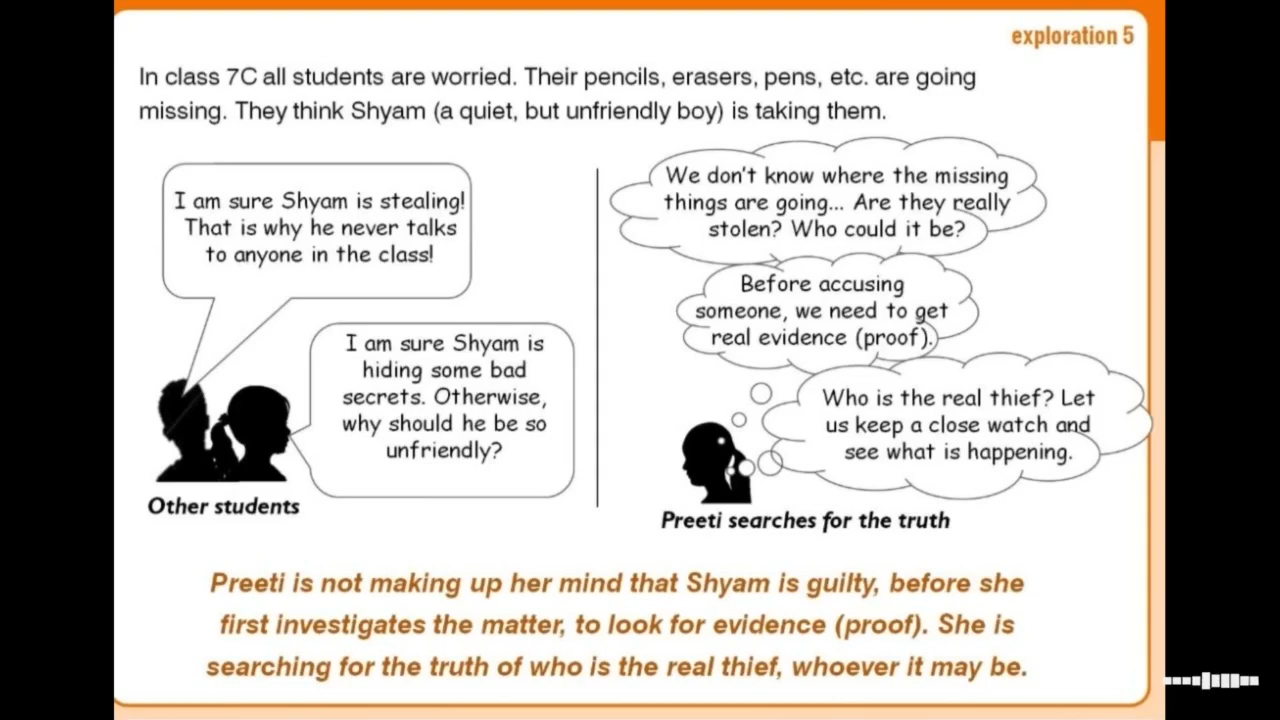 exploration 5
In class 7C all students are worried. Their pencils, erasers, pens, etc. are going
missing. They think Shyam (a quiet, but unfriendly boy) is taking them.
I am sure Shyam is stealing!
That is why he never talks
to anyone in the class!
I am sure Shyam is
hiding some bad
secrets. Otherwise,
why should he be so
unfriendly?
Other students
We don't know where the missing
things are going... Are they really
stolen? Who could it be?
Before accusing
someone, we need to get
real evidence (proof).
Who is the real thief? Let
us keep a close watch and
see what is happening.
Preeti searches for the truth
Preeti is not making up her mind that Shyam is guilty, before she
first investigates the matter, to look for evidence (proof). She is
searching for the truth of who is the real thief, whoever it may be.